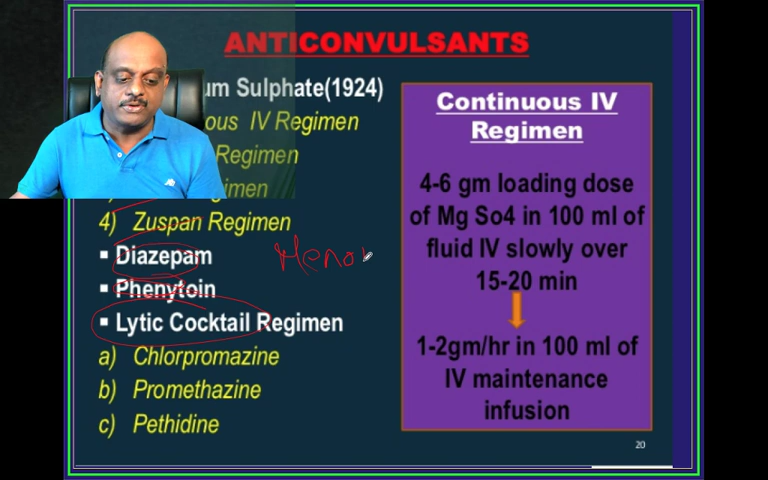 ANTICONVULSANTS
um Sulphate(1924)
ous IV Regimen
Regimen
gimen
4) Zuspan Regimen
▪ Diazepam
▪ Phenytoin
▪ Lytic Cocktail Regimen
a) Chlorpromazine
b) Promethazine
c) Pethidine
Continuous IV
Regimen
4-6 gm loading dose
of Mg So4 in 100 ml of
fluid IV slowly over
15-20 min
1-2gm/hr in 100 ml of
IV maintenance
infusion
20